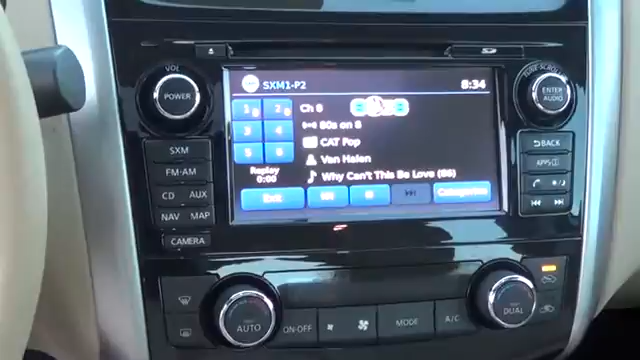 VOL
POWER
SXM
FM·AM
CD AUX
NAV MAP
CAMERA
SXM1-P2
8:34
1 2
3 4
5 6
Ch 8
80s on 8
CAT Pop
Van Halen
Why Can't This Be Love (86)
Replay
0:00
Exit
Categories
TUNE·SCROLL
ENTER
AUDIO
BACK
APPS
AUTO
ON·OFF
MODE
A/C
DUAL